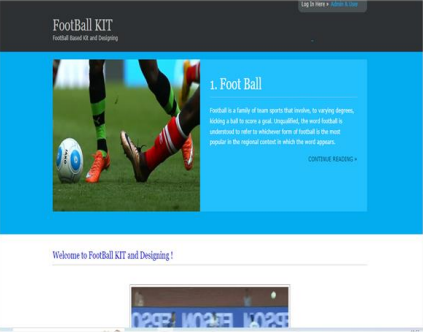 Log In Here » Admin & User
FootBall KIT
Football Based Kit and Designing
1. Foot Ball
Football is a family of team sports that involve, to varying degrees,
kicking a ball to score a goal. Unqualified, the word football is
understood to refer to whichever form of football is the most
popular in the regional context in which the word appears.
CONTINUE READING »
Welcome to FootBall KIT and Designing !